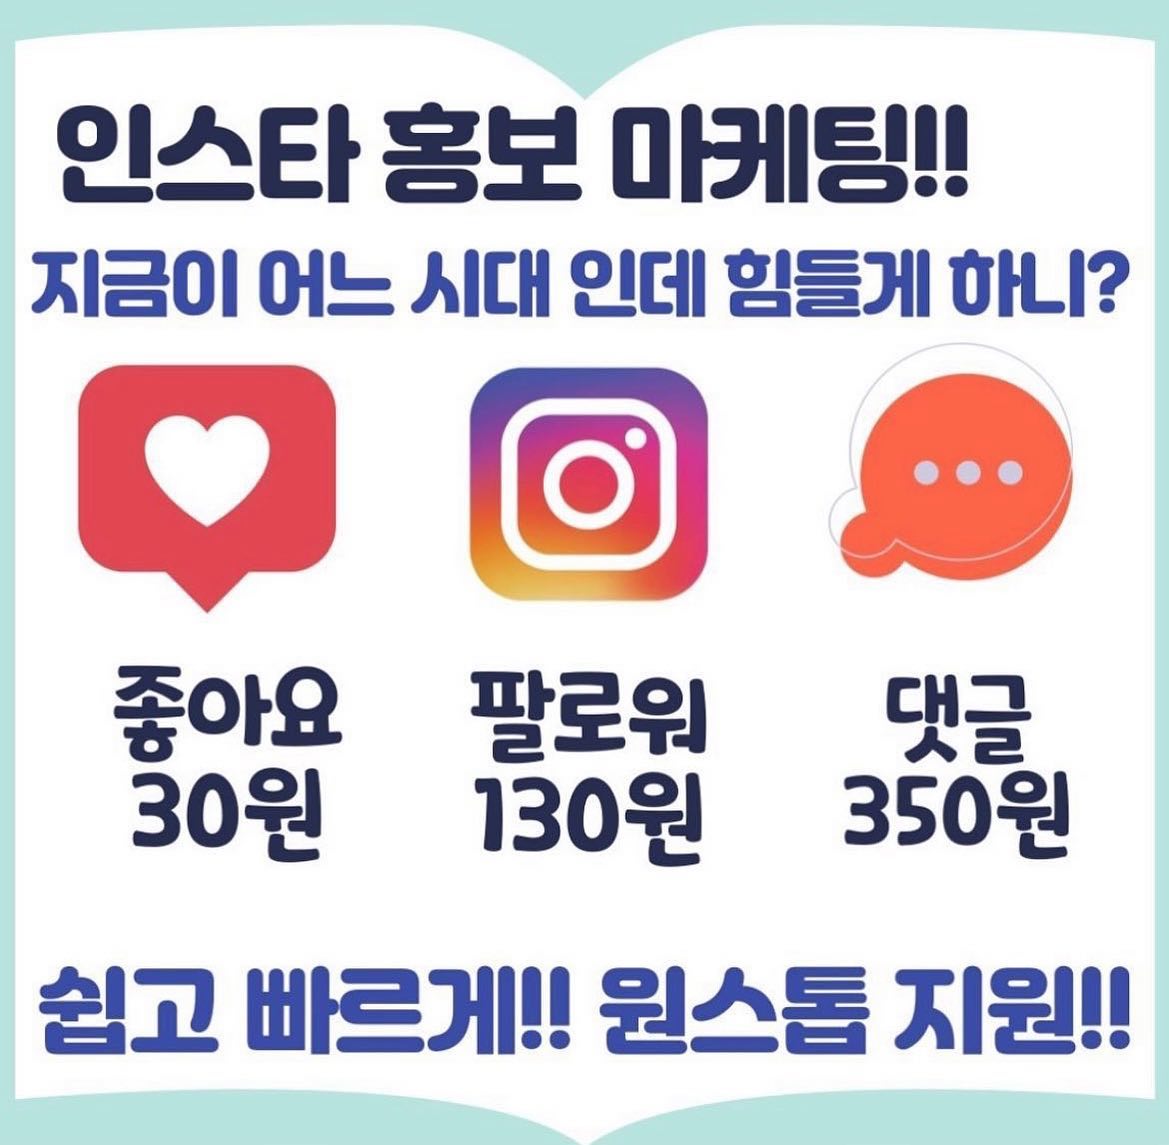 인스타 홍보 마케팅!!
지금이 어느 시대 인데 힘들게 하니?
좋아요 팔로워 댓글
30원 130원 350원
쉽고 빠르게!! 원스톱 지원!!